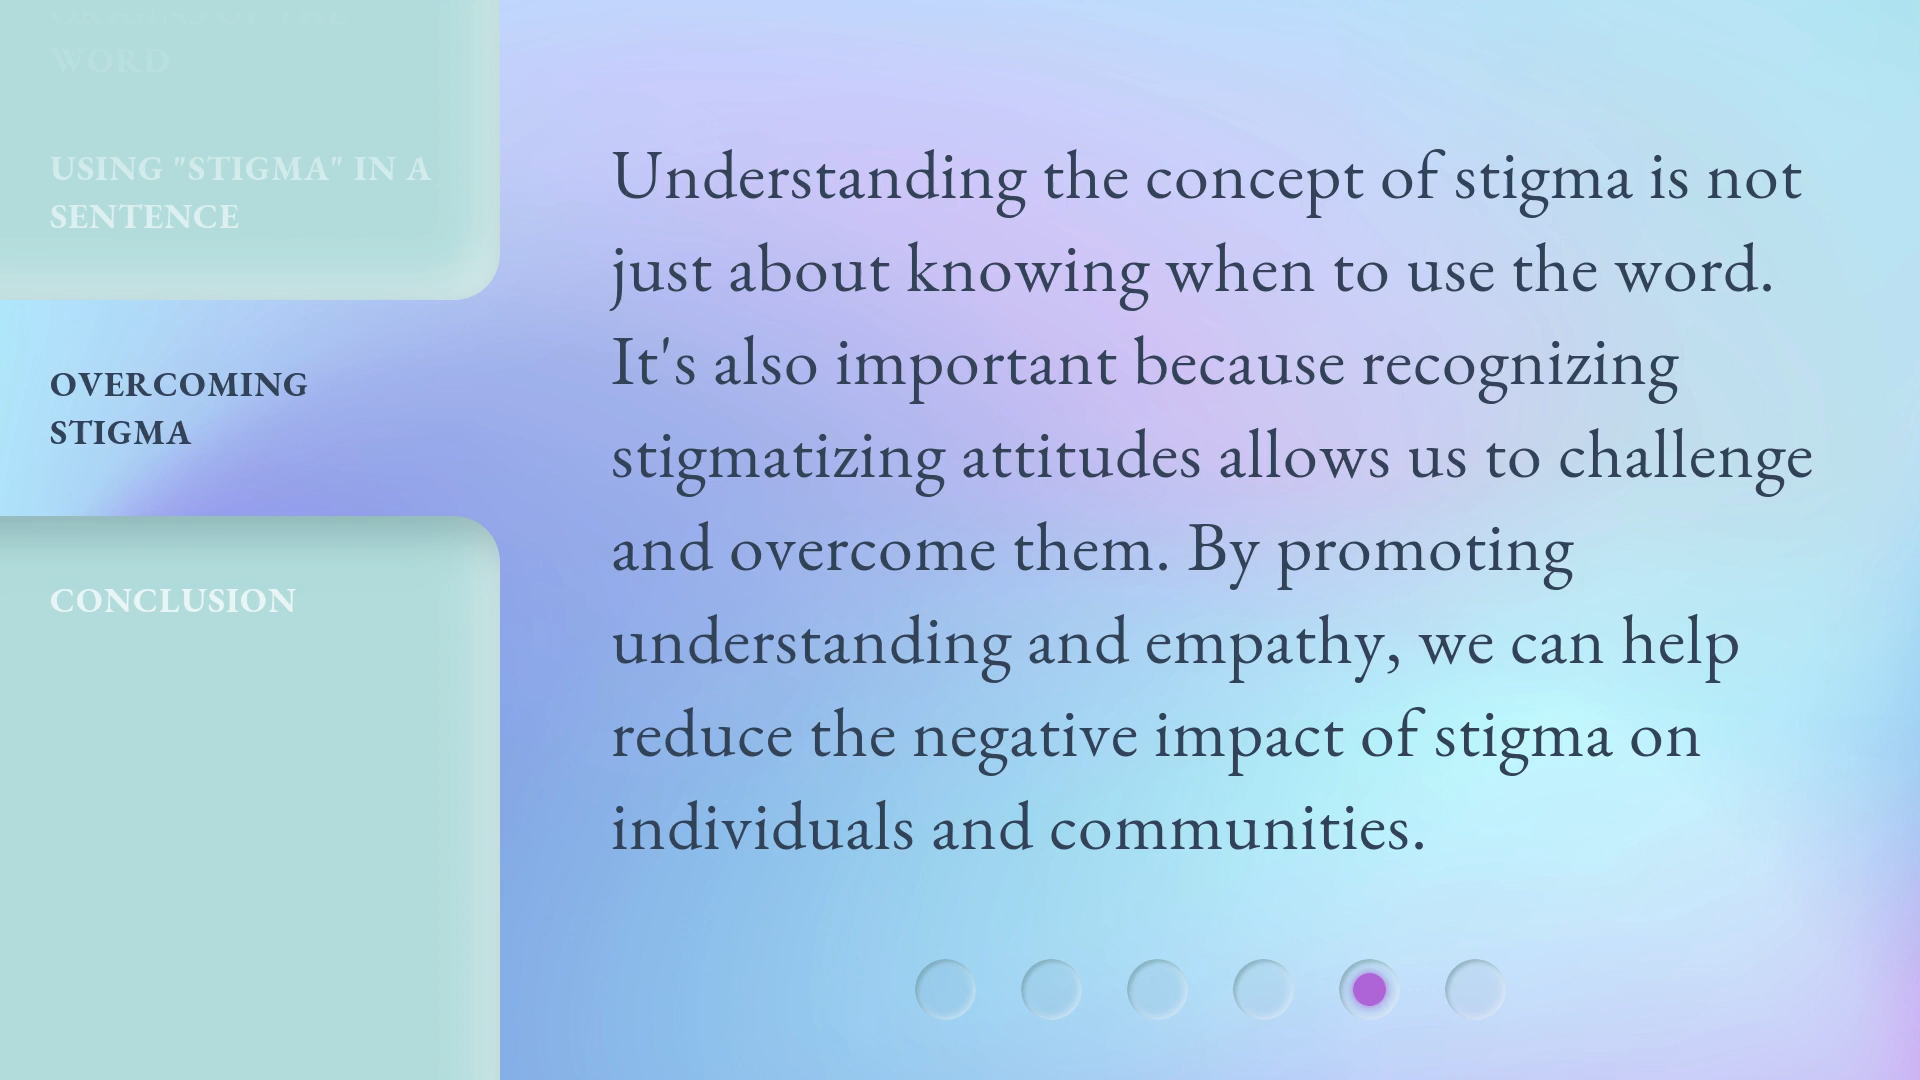 WORD
USING "STIGMA" IN A
SENTENCE
OVERCOMING
STIGMA
CONCLUSION
Understanding the concept of stigma is not
just about knowing when to use the word.
It's also important because recognizing
stigmatizing attitudes allows us to challenge
and overcome them. By promoting
understanding and empathy, we can help
reduce the negative impact of stigma on
individuals and communities.